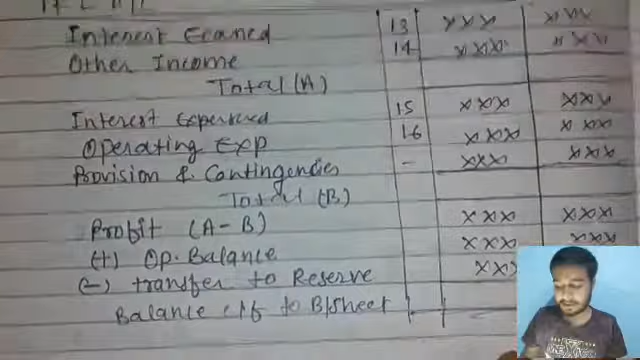 Interest Earned 13 xxx xxx
Other Income 14 xxx xxx
Total (A)
Interest Expended 15 xxx xxx
Operating Exp 16 xxx xxx
Provision & Contingencies - xxx xxx
Total (B)
Profit (A-B) xxx xxx
(+) Op. Balance xxx xxx
(-) transfer to Reserve xxx
Balance c/f to B/Sheet